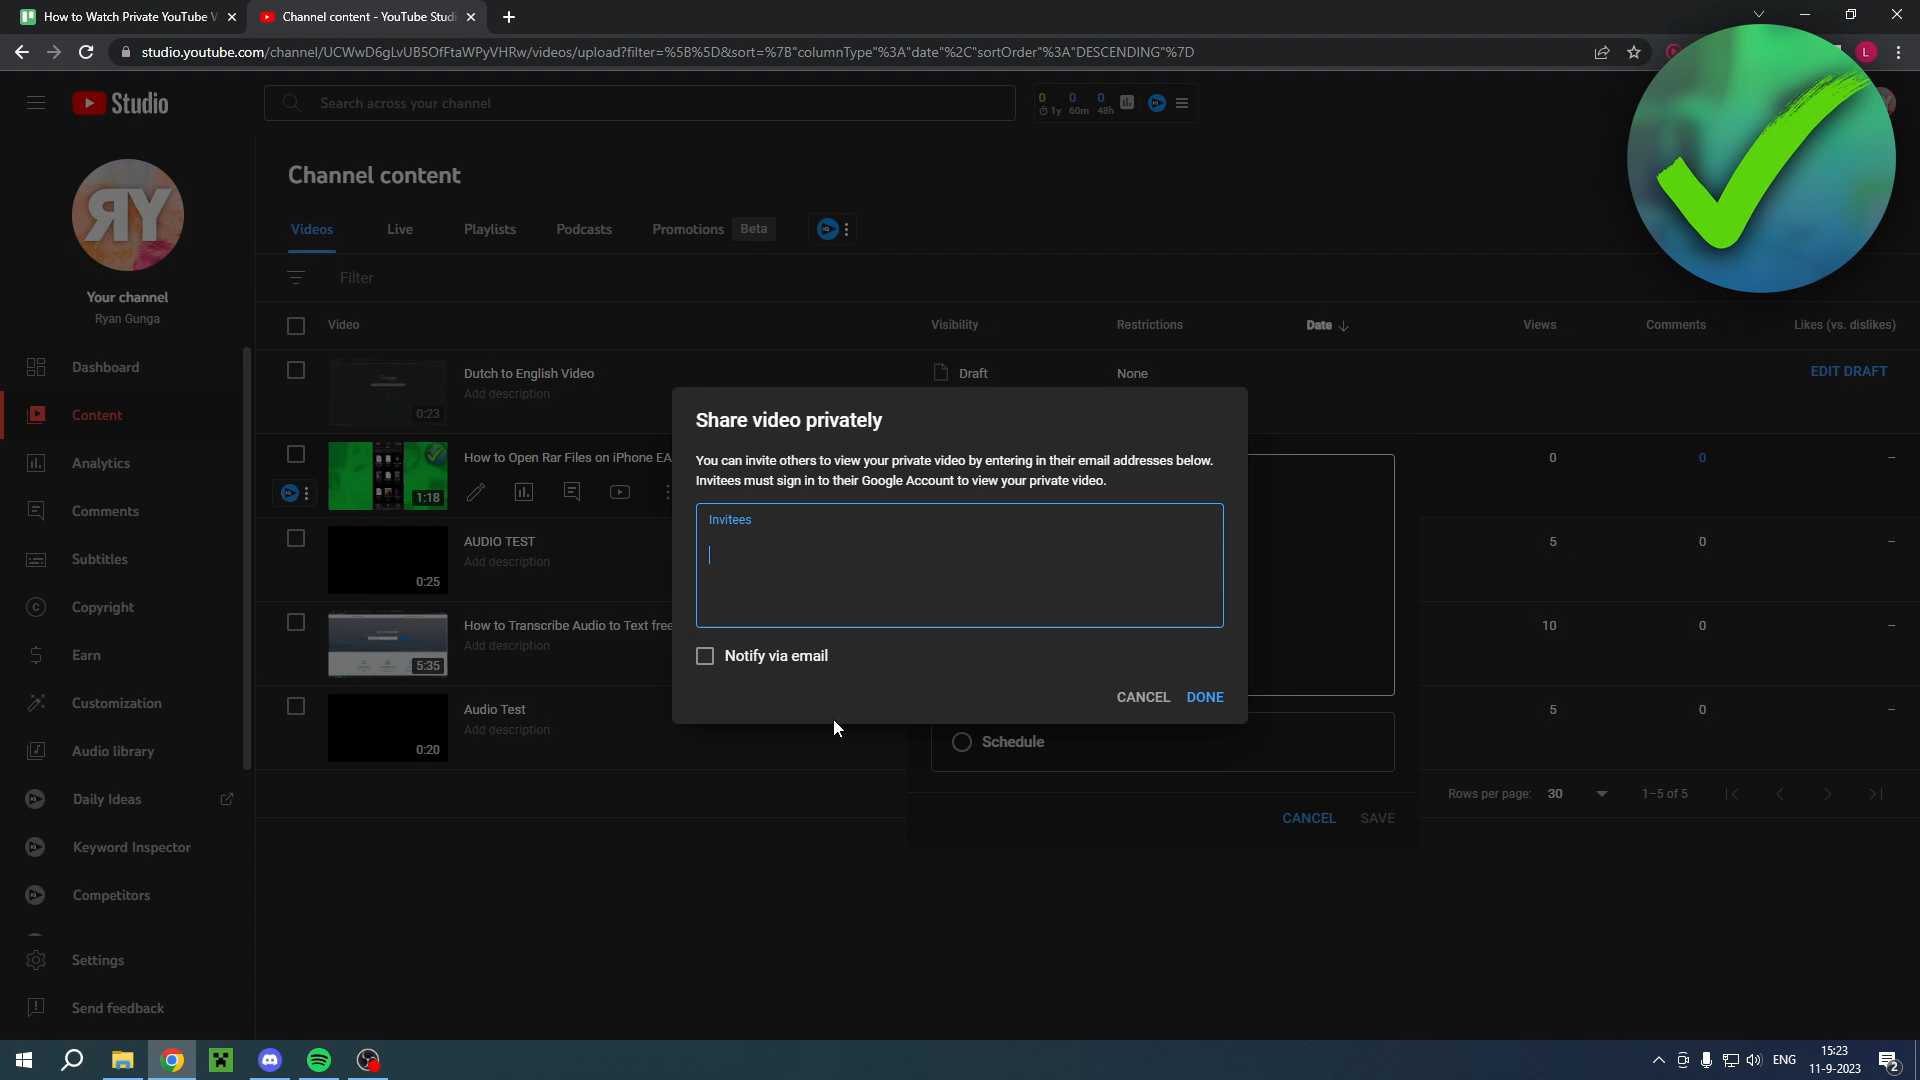 How to Watch Private YouTube V
Channel content - YouTube Studi
studio.youtube.com/channel/UCWwD6gLvUB5OfFtaWPyVHRw/videos/upload?filter=%5B%5D&sort=%7B"columnType"%3A"date"%2C"sortOrder"%3A"DESCENDING"%7D
L
Studio
Search across your channel
0 0 0
1y 60m 48h
Channel content
Videos Live Playlists Podcasts Promotions Beta
RY
Your channel
Ryan Gunga
Filter
Video Visibility Restrictions Date Views Comments Likes (vs. dislikes)
Dashboard
Content
Analytics
Comments
Subtitles
Copyright
Earn
Customization
Audio library
Daily Ideas
Keyword Inspector
Competitors
Settings
Send feedback
Dutch to English Video
Add description
0:23
Draft
None
EDIT DRAFT
How to Open Rar Files on iPhone EA
1:18
0 0 –
AUDIO TEST
Add description
0:25
5 0 –
How to Transcribe Audio to Text free
Add description
5:35
10 0 –
Audio Test
Add description
0:20
5 0 –
Share video privately
You can invite others to view your private video by entering in their email addresses below.
Invitees must sign in to their Google Account to view your private video.
Invitees
Notify via email
CANCEL DONE
Schedule
CANCEL SAVE
Rows per page: 30 1–5 of 5
ENG
15:23
11-9-2023
2